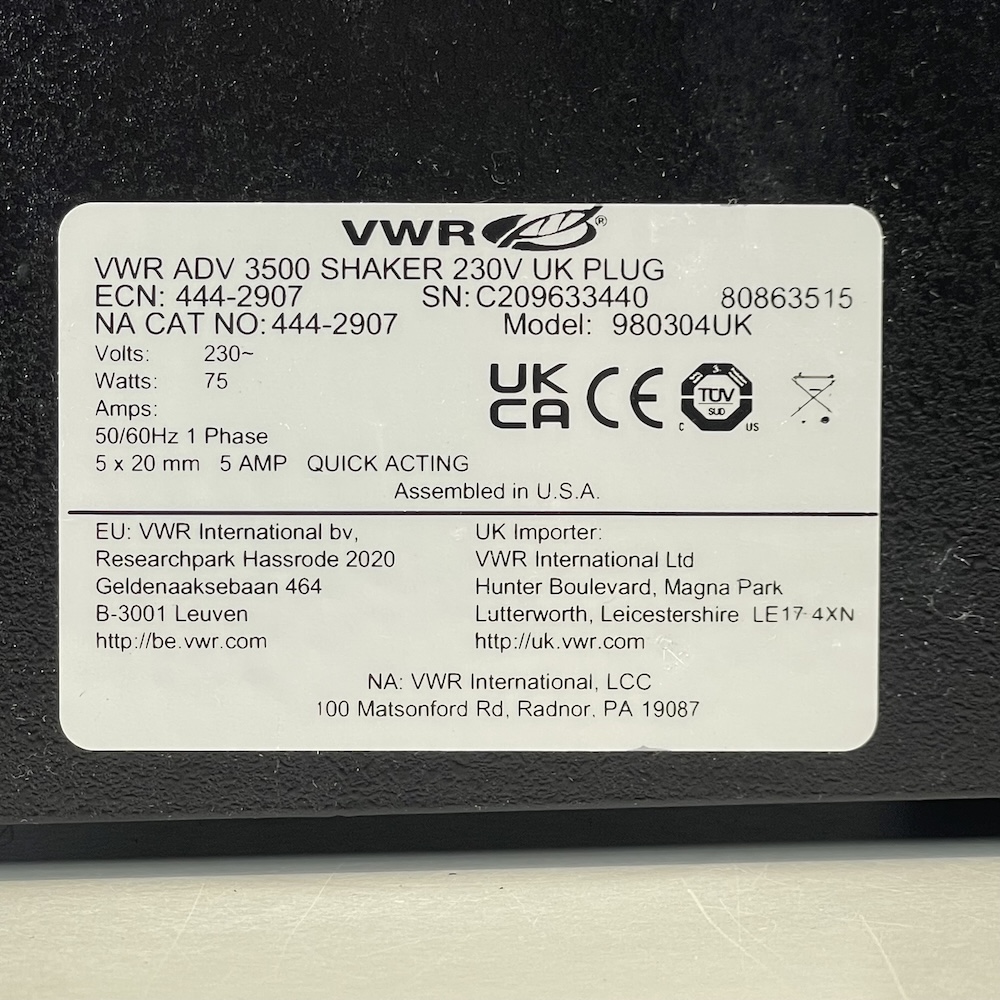 VWR®
VWR ADV 3500 SHAKER 230V UK PLUG
ECN: 444-2907 SN: C209633440 80863515
NA CAT NO: 444-2907 Model: 980304UK
Volts: 230~
Watts: 75
Amps:
50/60Hz 1 Phase
5 x 20 mm 5 AMP QUICK ACTING
UK
CA CE TÜV SÜD C US
Assembled in U.S.A.
EU: VWR International bv,
Researchpark Hassrode 2020
Geldenaaksebaan 464
B-3001 Leuven
http://be.vwr.com
UK Importer:
VWR International Ltd
Hunter Boulevard, Magna Park
Lutterworth, Leicestershire LE17 4XN
http://uk.vwr.com
NA: VWR International, LCC
100 Matsonford Rd, Radnor, PA 19087